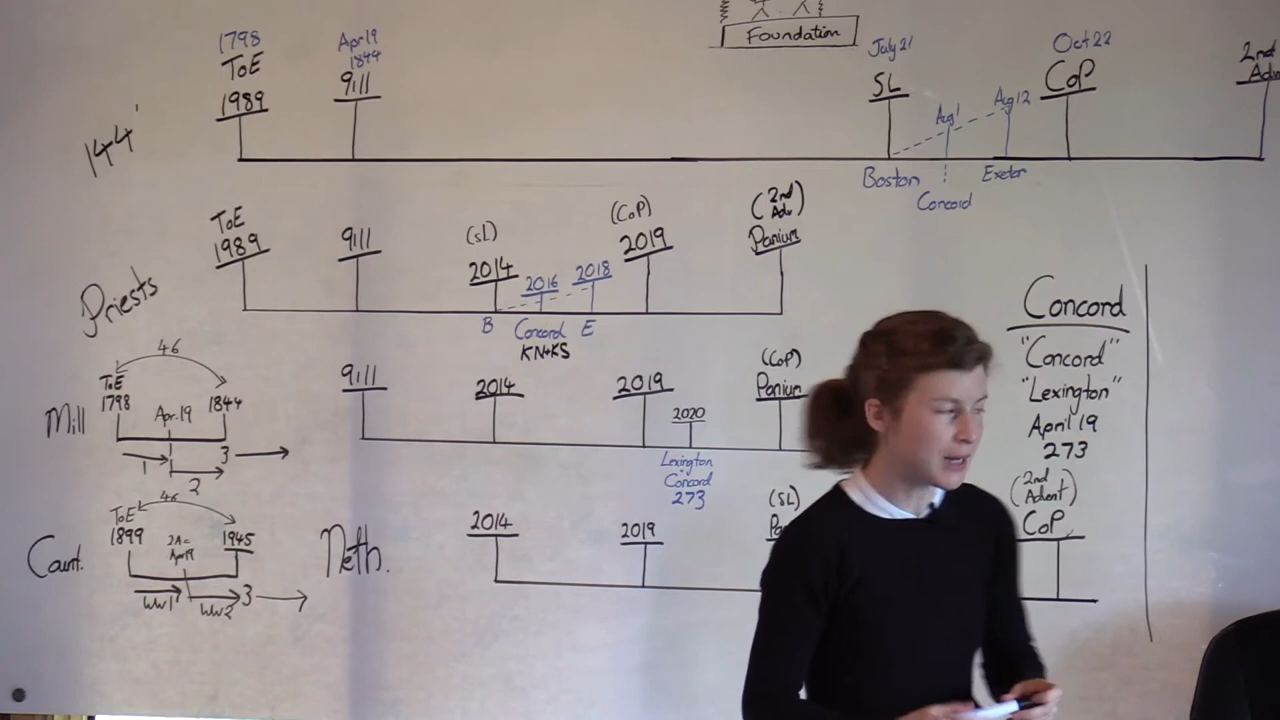 Foundation
1798
ToE
1989
Apr 19
1844
9:11
July 21
SL
Aug 1
Aug 12
Oct 22
CoP
2nd
Adv
144
Boston
Concord
Exeter
Priests
ToE
1989
9:11
(SL)
2014
2016
2018
(CoP)
2019
(2nd
Adv)
Panium
B
Concord
E
KN+KS
Mill
46
ToE
1798
Apr.19
1844
1
2
3
9:11
2014
2019
2020
(CoP)
Panium
Lexington
Concord
273
Count.
46
ToE
1899
2A=
Apr19
1945
WW1
WW2
3
Neth.
2014
2019
(SL)
(2nd
Advent)
CoP
Concord
"Concord"
"Lexington"
April 19
273